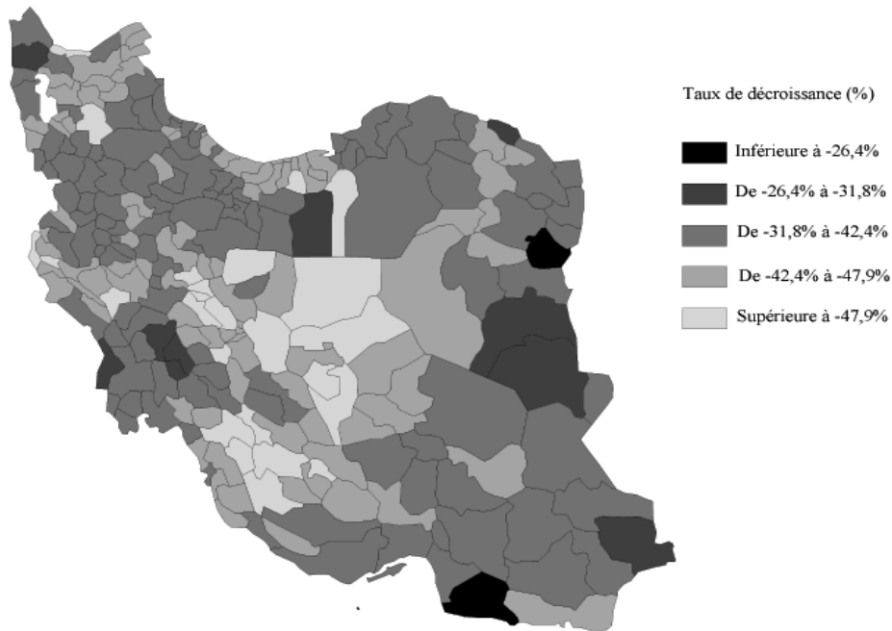 Taux de décroissance (%)
Inférieure à -26,4%
De -26,4% à -31,8%
De -31,8% à -42,4%
De -42,4% à -47,9%
Supérieure à -47,9%